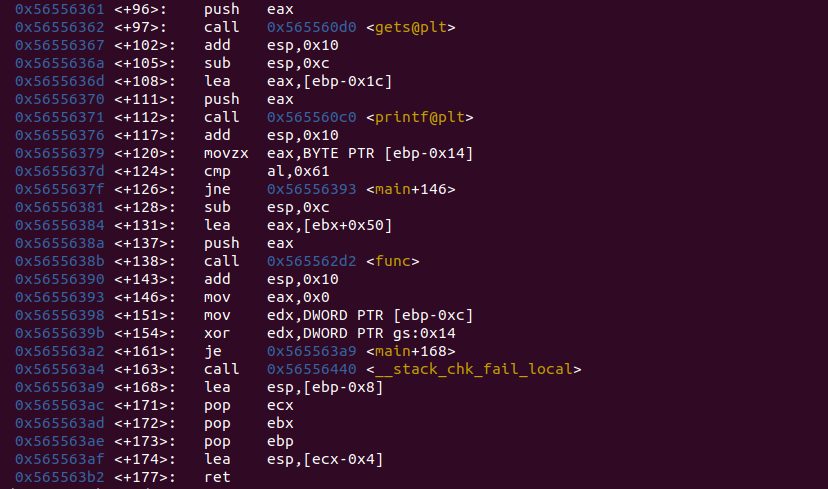 0x56556361 <+96>: push eax
0x56556362 <+97>: call 0x565560d0 <gets@plt>
0x56556367 <+102>: add esp,0x10
0x5655636a <+105>: sub esp,0xc
0x5655636d <+108>: lea eax,[ebp-0x1c]
0x56556370 <+111>: push eax
0x56556371 <+112>: call 0x565560c0 <printf@plt>
0x56556376 <+117>: add esp,0x10
0x56556379 <+120>: movzx eax,BYTE PTR [ebp-0x14]
0x5655637d <+124>: cmp al,0x61
0x5655637f <+126>: jne 0x56556393 <main+146>
0x56556381 <+128>: sub esp,0xc
0x56556384 <+131>: lea eax,[ebx+0x50]
0x5655638a <+137>: push eax
0x5655638b <+138>: call 0x565562d2 <func>
0x56556390 <+143>: add esp,0x10
0x56556393 <+146>: mov eax,0x0
0x56556398 <+151>: mov edx,DWORD PTR [ebp-0xc]
0x5655639b <+154>: xor edx,DWORD PTR gs:0x14
0x565563a2 <+161>: je 0x565563a9 <main+168>
0x565563a4 <+163>: call 0x56556440 <__stack_chk_fail_local>
0x565563a9 <+168>: lea esp,[ebp-0x8]
0x565563ac <+171>: pop ecx
0x565563ad <+172>: pop ebx
0x565563ae <+173>: pop ebp
0x565563af <+174>: lea esp,[ecx-0x4]
0x565563b2 <+177>: ret